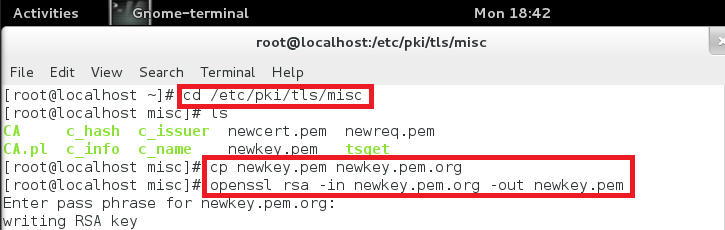 Activities Gnome-terminal Mon 18:42
root@localhost:/etc/pki/tls/misc
File Edit View Search Terminal Help
[root@localhost ~]# cd /etc/pki/tls/misc
[root@localhost misc]# ls
CA c_hash c_issuer newcert.pem newreq.pem
CA.pl c_info c_name newkey.pem tsget
[root@localhost misc]# cp newkey.pem newkey.pem.org
[root@localhost misc]# openssl rsa -in newkey.pem.org -out newkey.pem
Enter pass phrase for newkey.pem.org:
writing RSA key